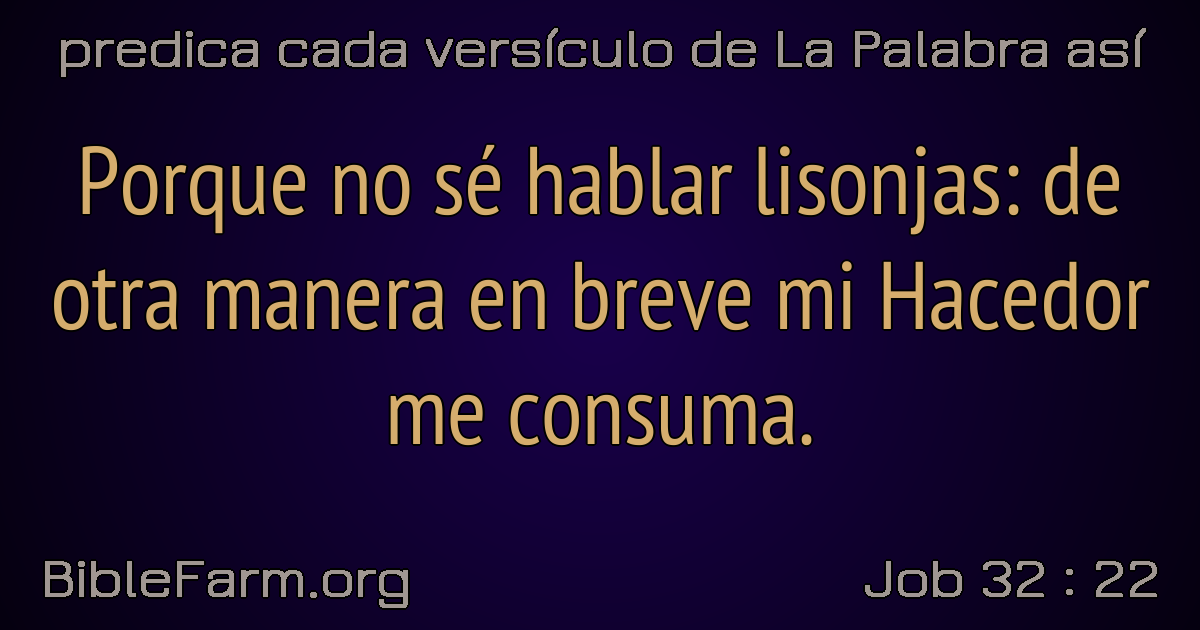 predica cada versículo de La Palabra así
Porque no sé hablar lisonjas: de
otra manera en breve mi Hacedor
me consuma.
BibleFarm.org
Job 32 : 22